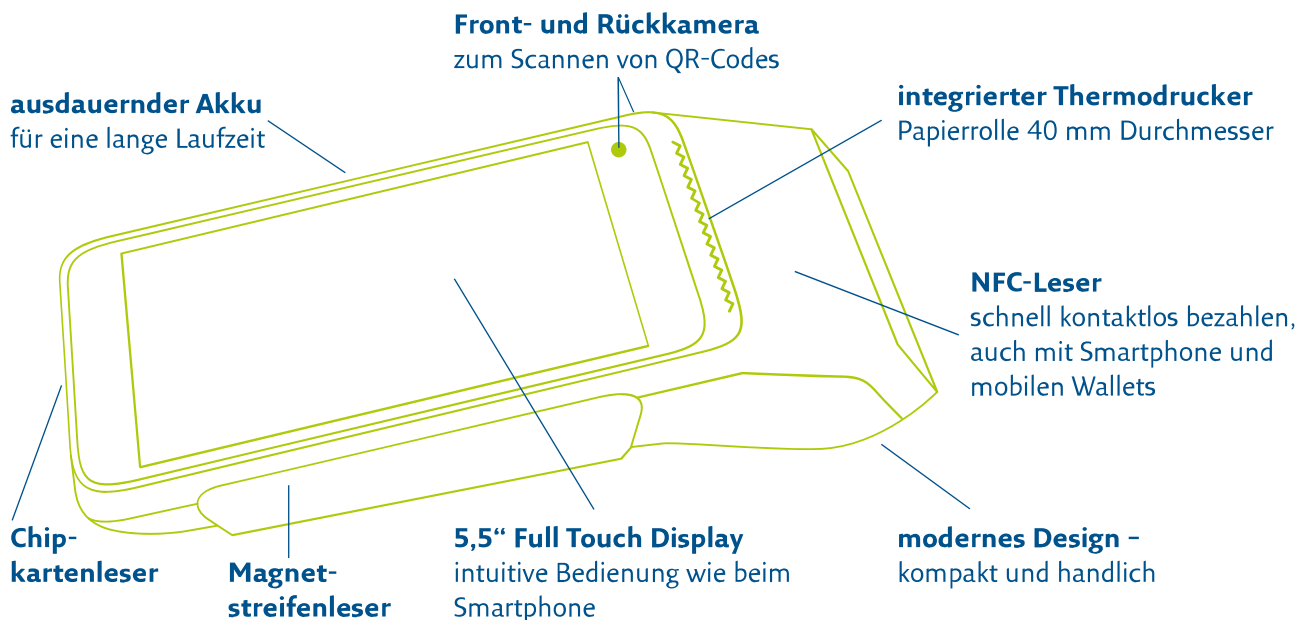 Front- und Rückkamera
zum Scannen von QR-Codes
ausdauernder Akku
für eine lange Laufzeit
integrierter Thermodrucker
Papierrolle 40 mm Durchmesser
NFC-Leser
schnell kontaktlos bezahlen,
auch mit Smartphone und
mobilen Wallets
Chip-
kartenleser
Magnet-
streifenleser
5,5“ Full Touch Display
intuitive Bedienung wie beim
Smartphone
modernes Design –
kompakt und handlich